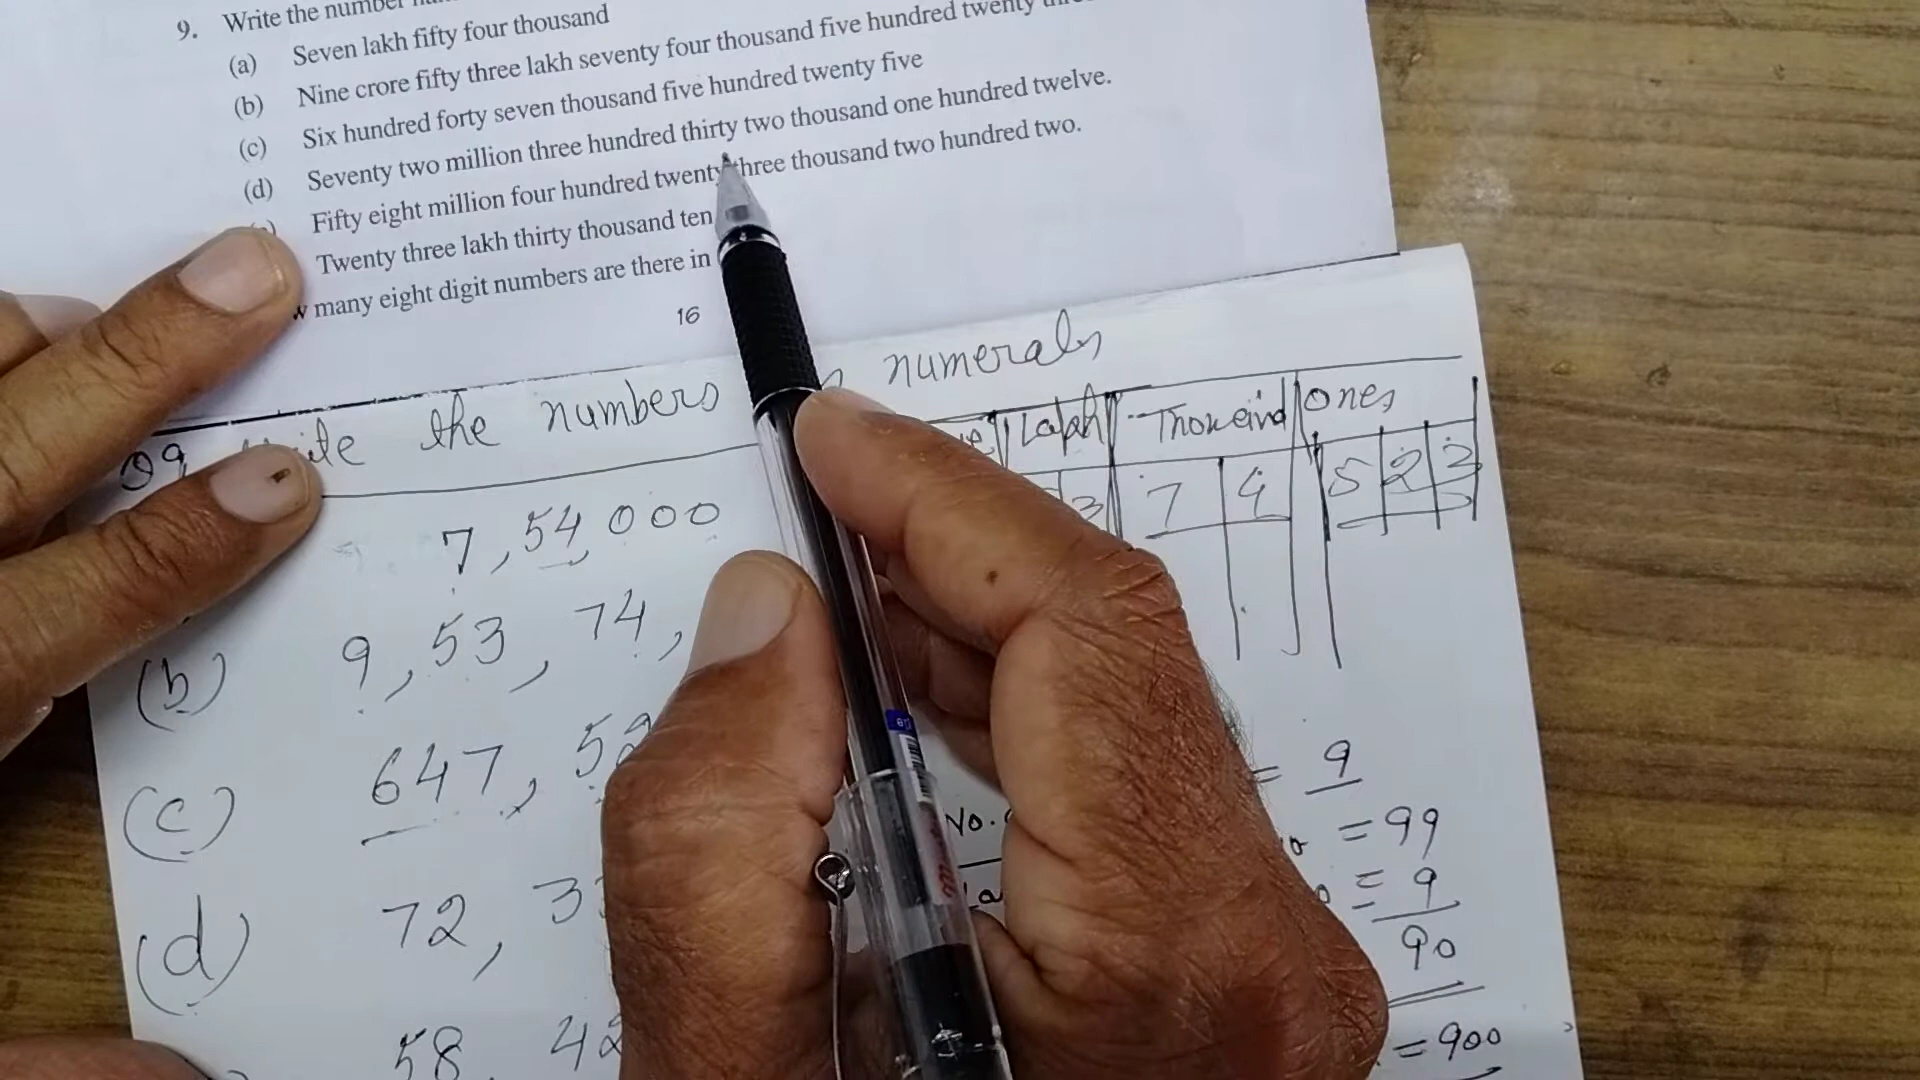 9. Write the number
(a) Seven lakh fifty four thousand
(b) Nine crore fifty three lakh seventy four thousand five hundred twenty
(c) Six hundred forty seven thousand five hundred twenty five
(d) Seventy two million three hundred thirty two thousand one hundred twelve.
Fifty eight million four hundred twenty three thousand two hundred two.
Twenty three lakh thirty thousand ten
many eight digit numbers are there in
16
Q9 the numbers numerals
Lakh Thousand Ones
3 7 4 5 2 3
7,54,000
(b) 9,53,74,
(c) 647,52
(d) 72,3
58, 42
= 9
No.
= 99
= 9
90
= 900